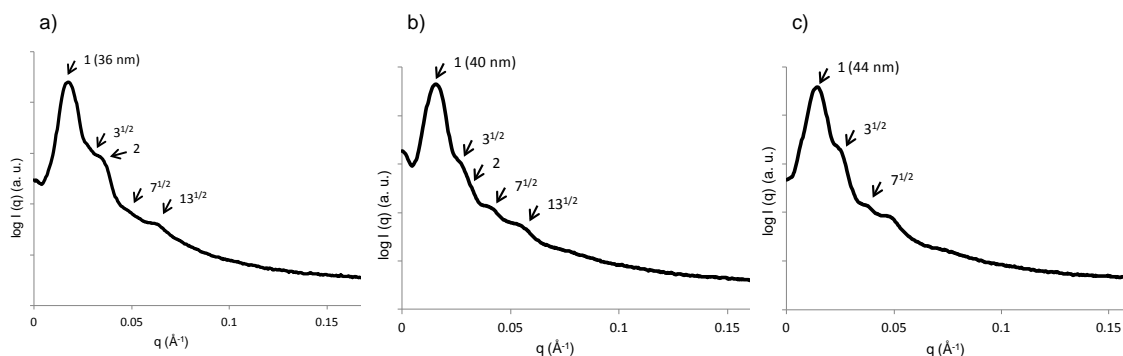 a)
1 (36 nm)
3^{1/2}
2
7^{1/2}
13^{1/2}
log I (q) (a. u.)
0 0.05 0.1 0.15
q (Å^{-1})
b)
1 (40 nm)
3^{1/2}
2
7^{1/2}
13^{1/2}
log I (q) (a. u.)
0 0.05 0.1 0.15
q (Å^{-1})
c)
1 (44 nm)
3^{1/2}
7^{1/2}
log I (q) (a. u.)
0 0.05 0.1 0.15
q (Å^{-1})